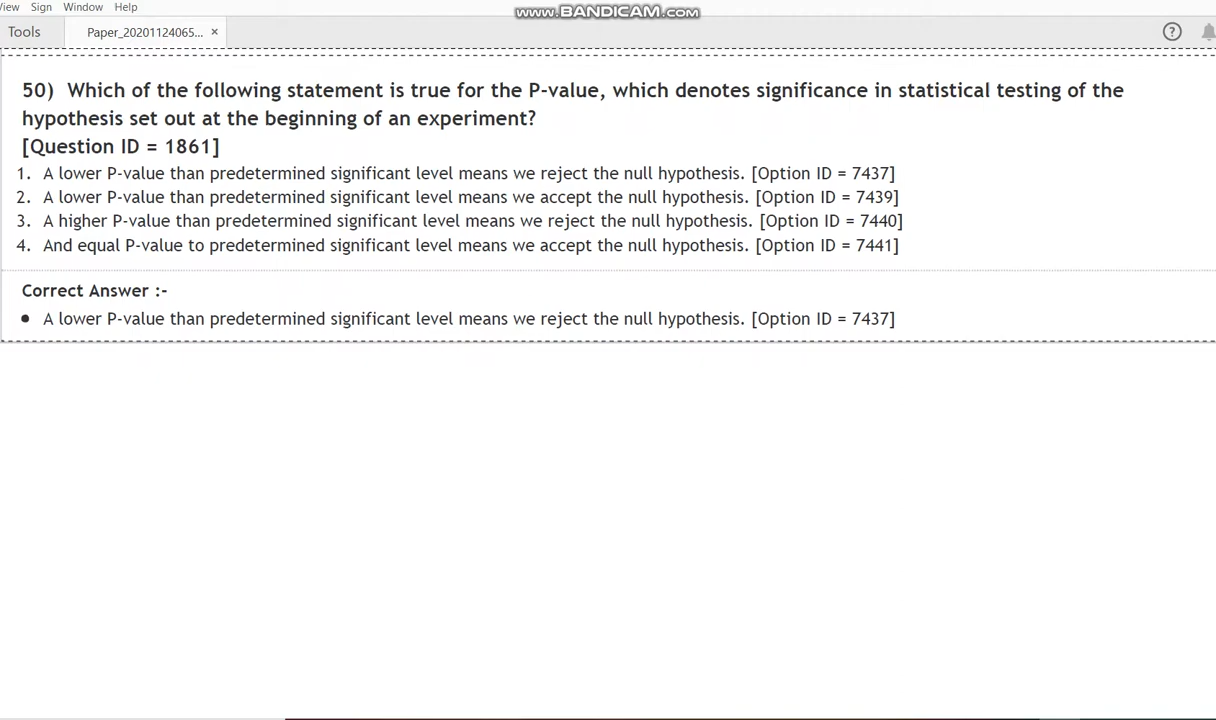 View Sign Window Help
www.BANDICAM.com
Tools Paper_20201124065... ×
50) Which of the following statement is true for the P-value, which denotes significance in statistical testing of the
hypothesis set out at the beginning of an experiment?
[Question ID = 1861]
1. A lower P-value than predetermined significant level means we reject the null hypothesis. [Option ID = 7437]
2. A lower P-value than predetermined significant level means we accept the null hypothesis. [Option ID = 7439]
3. A higher P-value than predetermined significant level means we reject the null hypothesis. [Option ID = 7440]
4. And equal P-value to predetermined significant level means we accept the null hypothesis. [Option ID = 7441]
Correct Answer :-
• A lower P-value than predetermined significant level means we reject the null hypothesis. [Option ID = 7437]